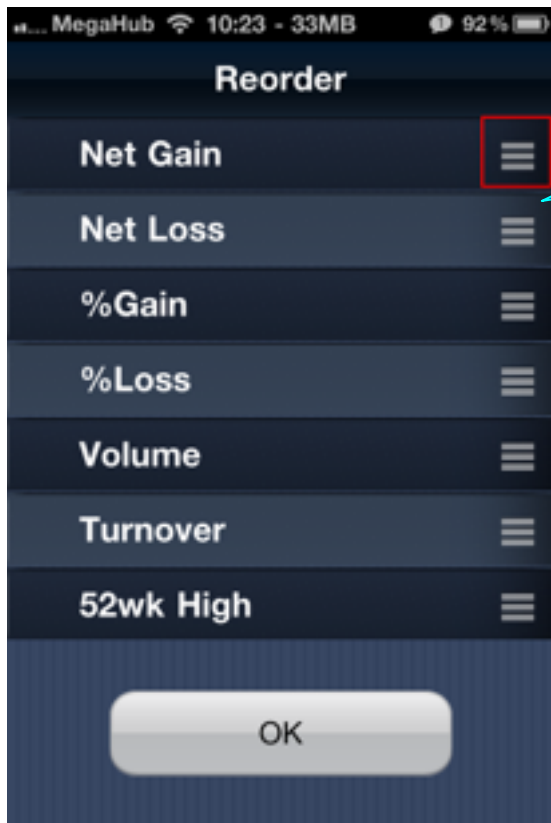 MegaHub 10:23 - 33MB 92%
Reorder
Net Gain
Net Loss
%Gain
%Loss
Volume
Turnover
52wk High
OK